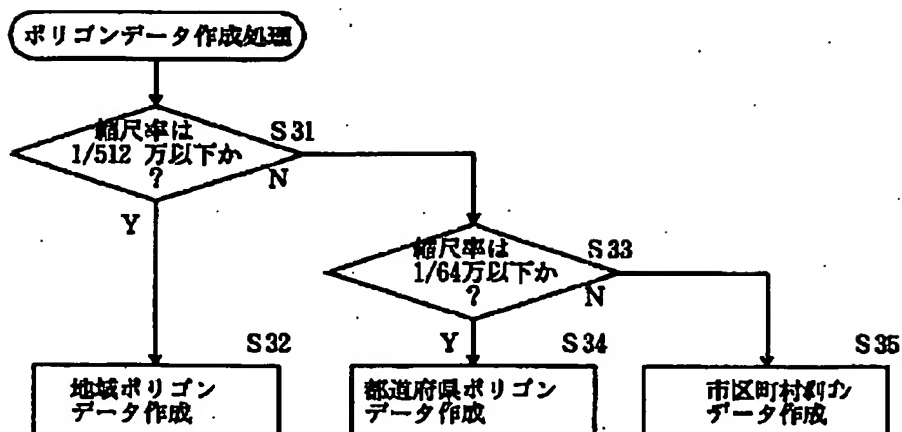 ポリゴンデータ作成処理
縮尺率は
1/512 万以下か
?
S31
N
Y
縮尺率は
1/64万以下か
?
S33
N
Y
S32
地域ポリゴン
データ作成
S34
都道府県ポリゴン
データ作成
S35
市区町村ポリゴン
データ作成